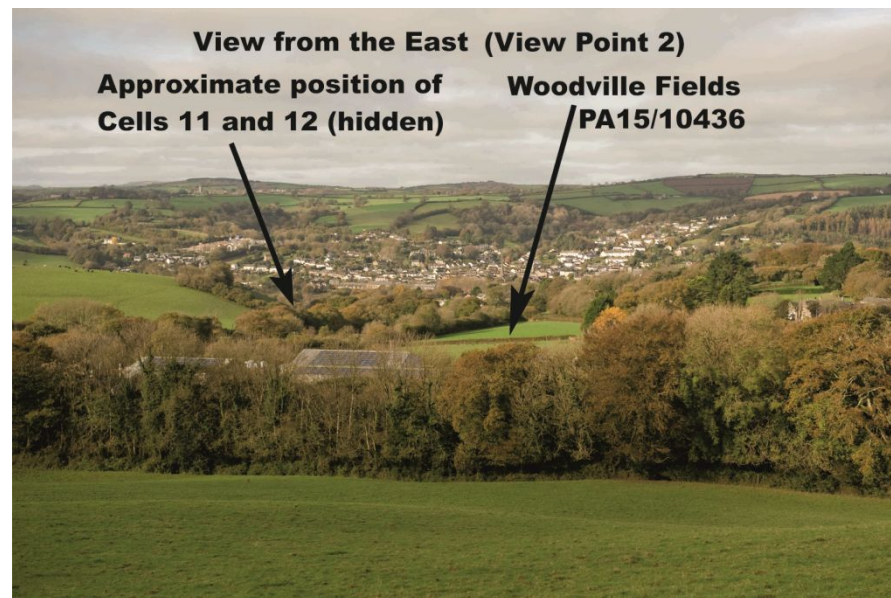 View from the East (View Point 2)
Approximate position of
Cells 11 and 12 (hidden)
Woodville Fields
PA15/10436